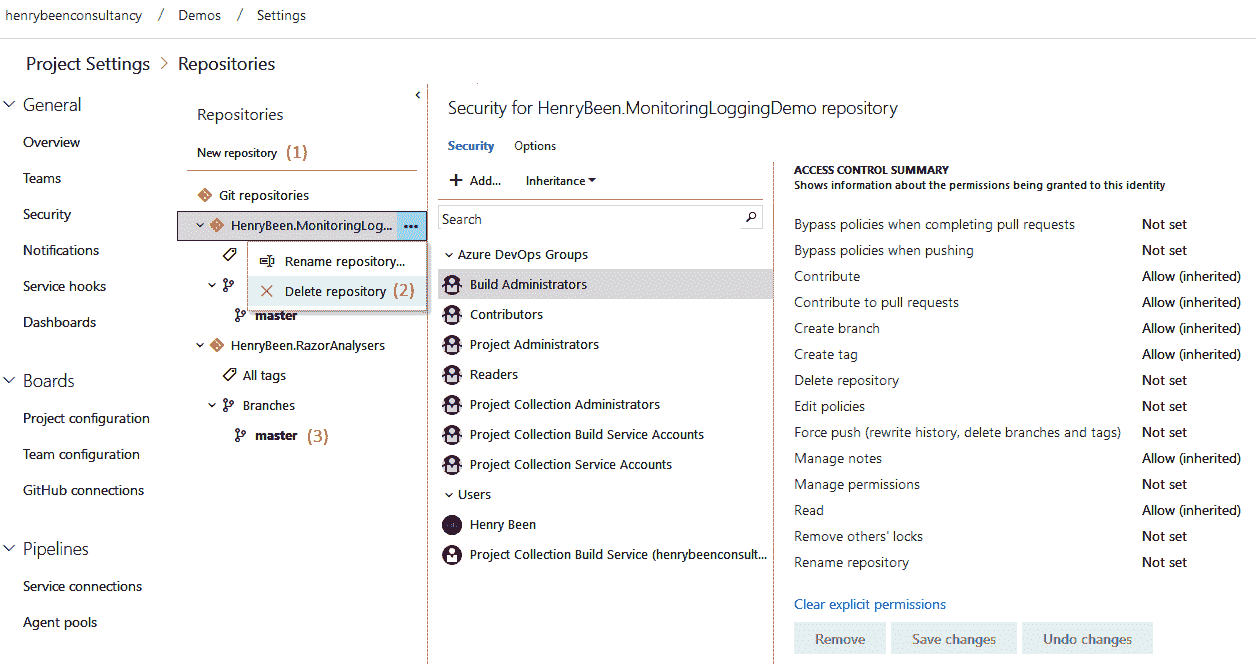 henrybeenconsultancy / Demos / Settings
Project Settings > Repositories
General
Overview
Teams
Security
Notifications
Service hooks
Dashboards
Boards
Project configuration
Team configuration
GitHub connections
Pipelines
Service connections
Agent pools
Repositories
New repository (1)
Git repositories
HenryBeen.MonitoringLog... ...
Rename repository...
Delete repository (2)
master
HenryBeen.RazorAnalysers
All tags
Branches
master (3)
Security for HenryBeen.MonitoringLoggingDemo repository
Security Options
+ Add... Inheritance
Search
Azure DevOps Groups
Build Administrators
Contributors
Project Administrators
Readers
Project Collection Administrators
Project Collection Build Service Accounts
Project Collection Service Accounts
Users
Henry Been
Project Collection Build Service (henrybeenconsult...
ACCESS CONTROL SUMMARY
Shows information about the permissions being granted to this identity
Bypass policies when completing pull requests Not set
Bypass policies when pushing Not set
Contribute Allow (inherited)
Contribute to pull requests Allow (inherited)
Create branch Allow (inherited)
Create tag Allow (inherited)
Delete repository Not set
Edit policies Not set
Force push (rewrite history, delete branches and tags) Not set
Manage notes Allow (inherited)
Manage permissions Not set
Read Allow (inherited)
Remove others' locks Not set
Rename repository Not set
Clear explicit permissions
Remove Save changes Undo changes